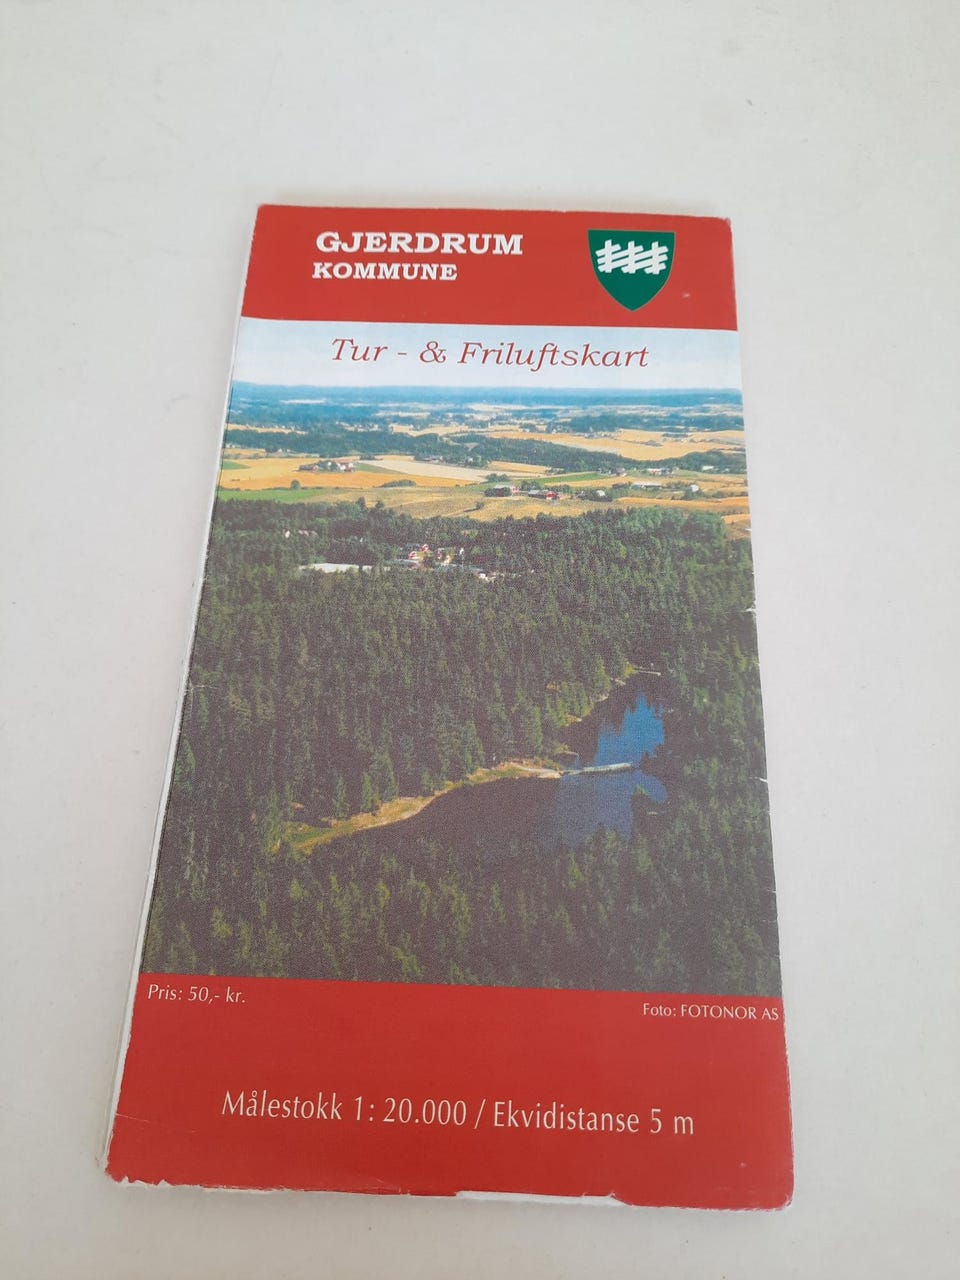 GJERDRUM
KOMMUNE
Tur - & Friluftskart
Pris: 50,- kr.
Foto: FOTONOR AS
Målestokk 1: 20.000 / Ekvidistanse 5 m